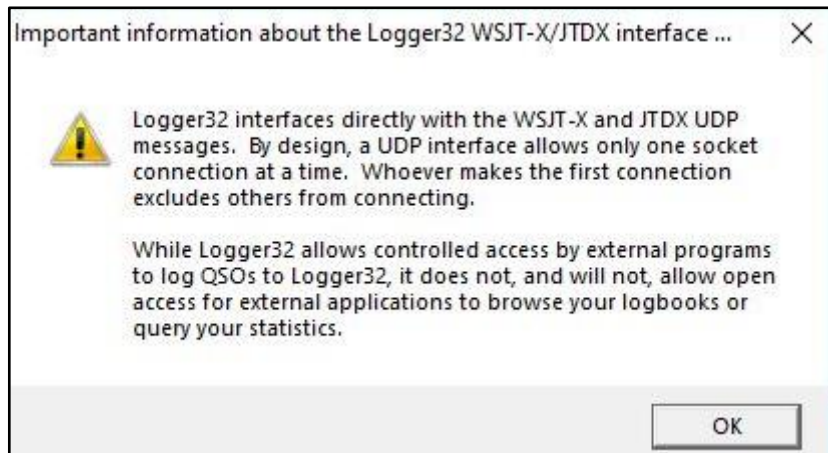 Important information about the Logger32 WSJT-X/JTDX interface ...
Logger32 interfaces directly with the WSJT-X and JTDX UDP
messages. By design, a UDP interface allows only one socket
connection at a time. Whoever makes the first connection
excludes others from connecting.
While Logger32 allows controlled access by external programs
to log QSOs to Logger32, it does not, and will not, allow open
access for external applications to browse your logbooks or
query your statistics.
OK